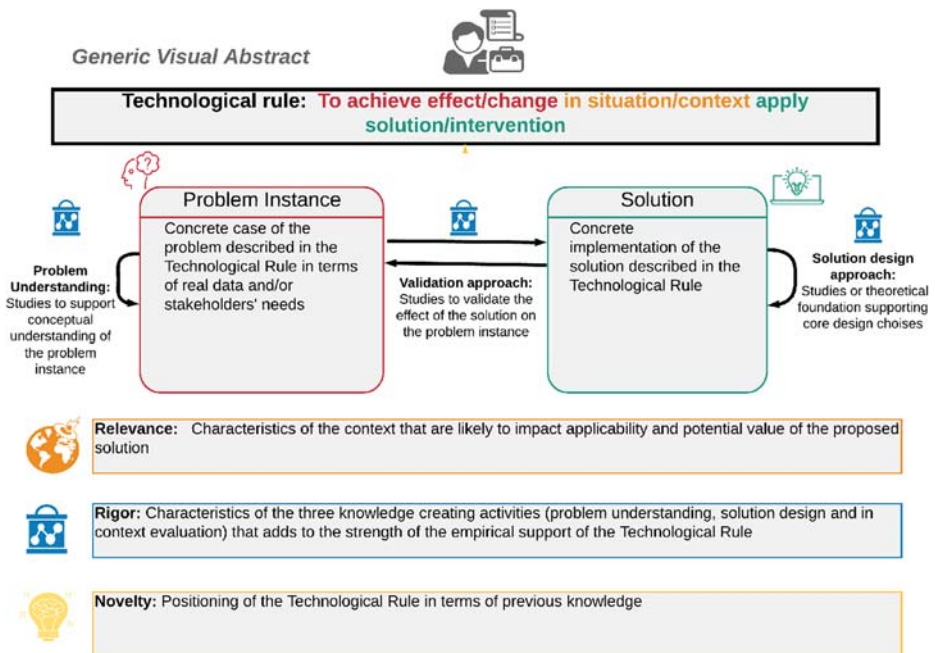 Generic Visual Abstract
Technological rule: To achieve effect/change in situation/context apply
solution/intervention
Problem Instance
Concrete case of the
problem described in the
Technological Rule in terms
of real data and/or
stakeholders' needs
Solution
Concrete
implementation of the
solution described in the
Technological Rule
Problem
Understanding:
Studies to support
conceptual
understanding of
the problem
instance
Validation approach:
Studies to validate the
effect of the solution on
the problem instance
Solution design
approach:
Studies or theoretical
foundation supporting
core design choises
Relevance: Characteristics of the context that are likely to impact applicability and potential value of the proposed
solution
Rigor: Characteristics of the three knowledge creating activities (problem understanding, solution design and in
context evaluation) that adds to the strength of the empirical support of the Technological Rule
Novelty: Positioning of the Technological Rule in terms of previous knowledge